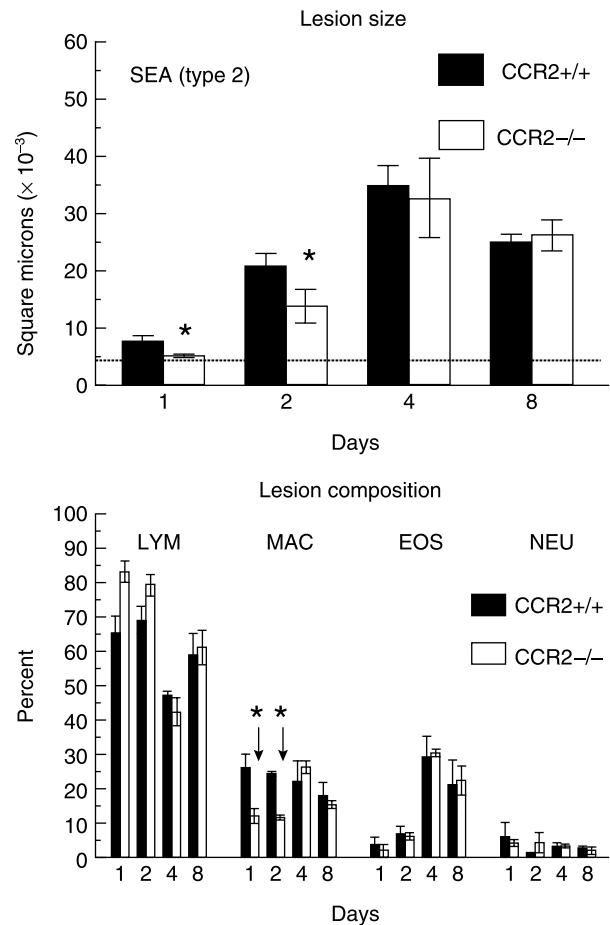 Lesion size
60
50
40
30
20
10
0
Square microns (× 10⁻³)
SEA (type 2)
CCR2+/+
CCR2−/−
*
*
1 2 4 8
Days
Lesion composition
100
90
80
70
60
50
40
30
20
10
0
Percent
LYM MAC EOS NEU
CCR2+/+
CCR2−/−
* *
1 2 4 8 1 2 4 8 1 2 4 8 1 2 4 8
Days